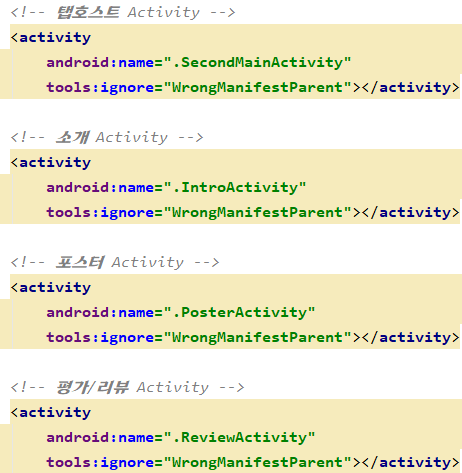 <!-- 탭호스트 Activity -->
<activity
android:name=".SecondMainActivity"
tools:ignore="WrongManifestParent"></activity>
<!-- 소개 Activity -->
<activity
android:name=".IntroActivity"
tools:ignore="WrongManifestParent"></activity>
<!-- 포스터 Activity -->
<activity
android:name=".PosterActivity"
tools:ignore="WrongManifestParent"></activity>
<!-- 평가/리뷰 Activity -->
<activity
android:name=".ReviewActivity"
tools:ignore="WrongManifestParent"></activity>